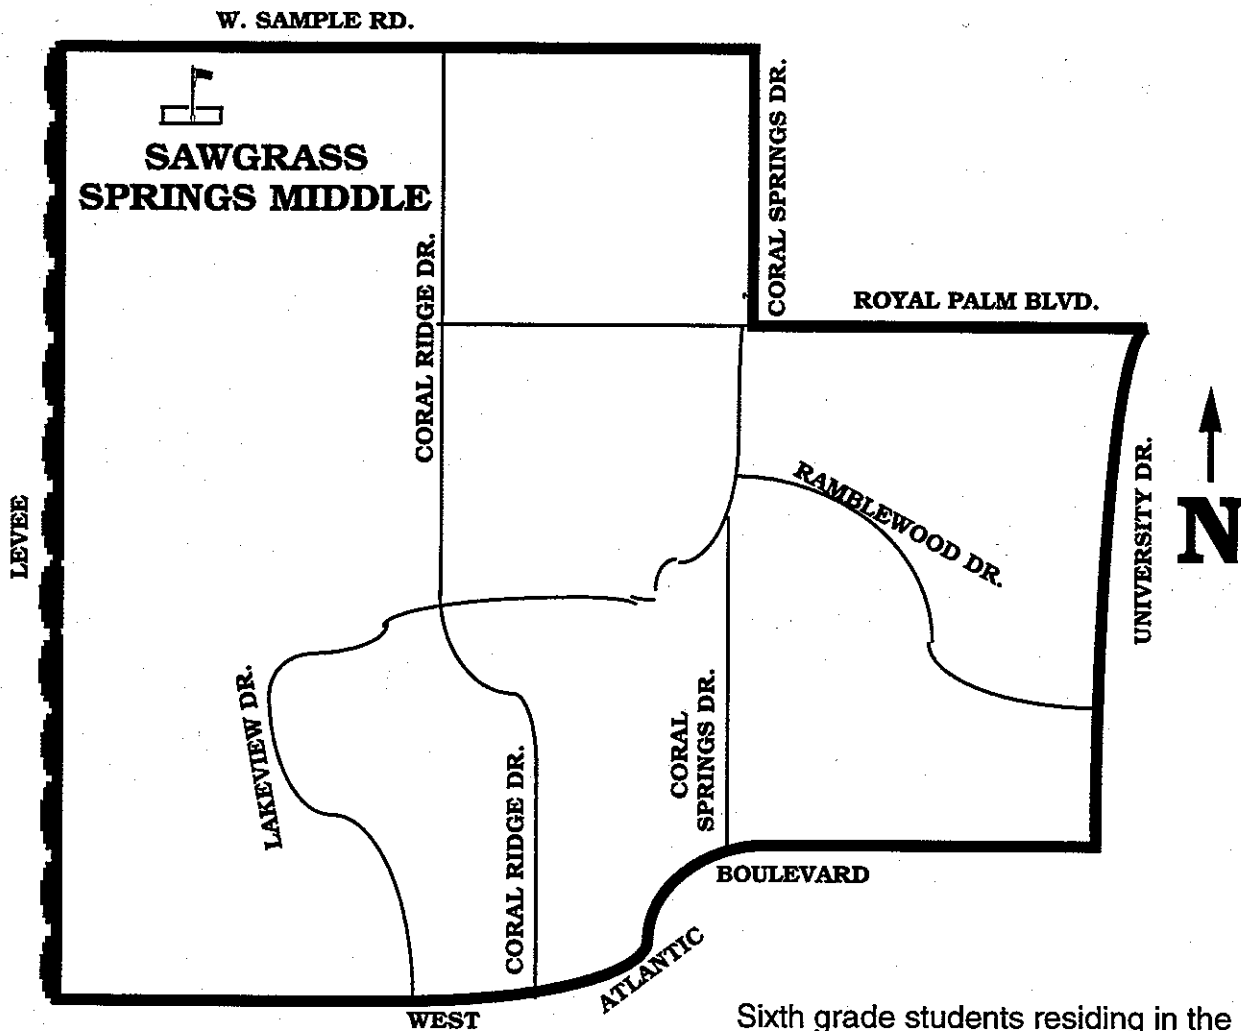 W. SAMPLE RD.
SAWGRASS
SPRINGS MIDDLE
CORAL SPRINGS DR.
ROYAL PALM BLVD.
CORAL RIDGE DR.
RAMBLEWOOD DR.
UNIVERSITY DR.
N
LEVEE
LAKEVIEW DR.
CORAL RIDGE DR.
CORAL
SPRINGS DR.
BOULEVARD
ATLANTIC
WEST
Sixth grade students residing in the